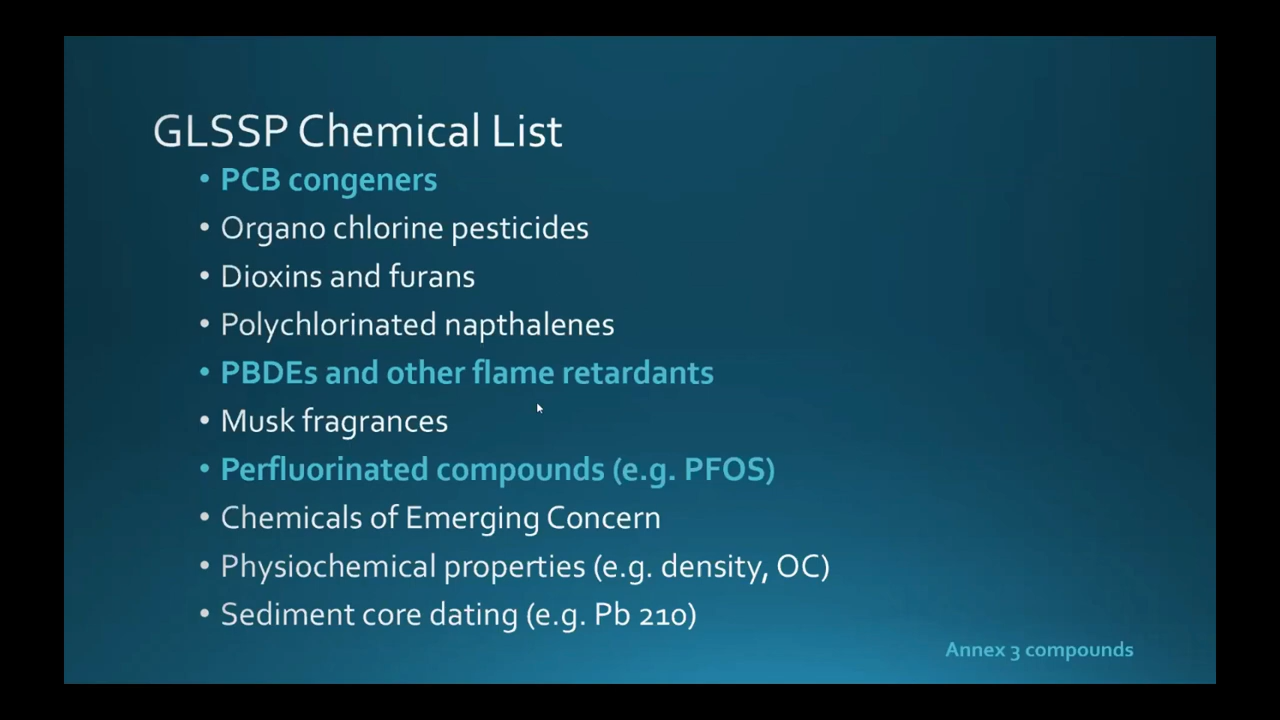 GLSSP Chemical List
• PCB congeners
• Organo chlorine pesticides
• Dioxins and furans
• Polychlorinated napthalenes
• PBDEs and other flame retardants
• Musk fragrances
• Perfluorinated compounds (e.g. PFOS)
• Chemicals of Emerging Concern
• Physiochemical properties (e.g. density, OC)
• Sediment core dating (e.g. Pb 210)
Annex 3 compounds